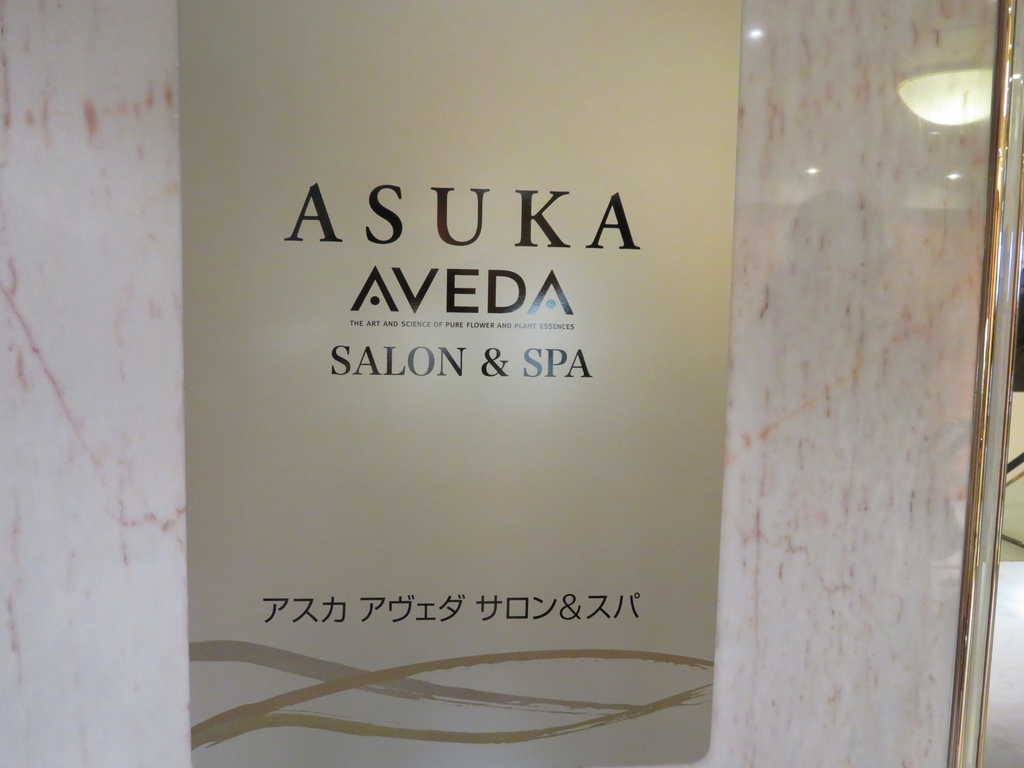 ASUKA
AVEDA
THE ART AND SCIENCE OF PURE FLOWER AND PLANT ESSENCES
SALON & SPA
アスカ アヴェダ サロン&スパ